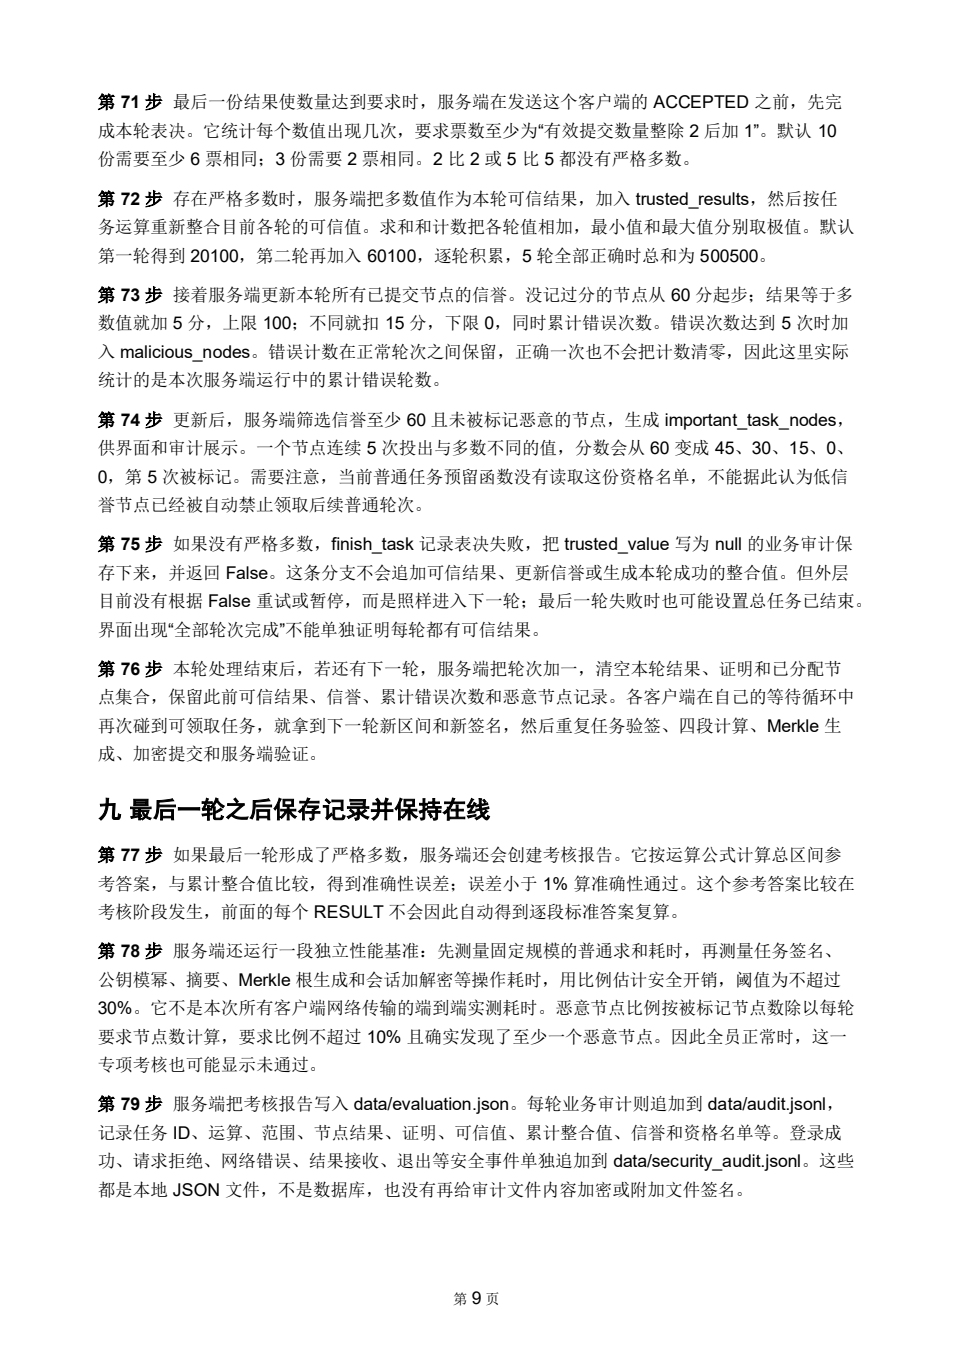 第 71 步 最后一份结果使数量达到要求时，服务端在发送这个客户端的 ACCEPTED 之前，先完
成本轮表决。它统计每个数值出现几次，要求票数至少为“有效提交数量整除 2 后加 1”。默认 10
份需要至少 6 票相同；3 份需要 2 票相同。2 比 2 或 5 比 5 都没有严格多数。
第 72 步 存在严格多数时，服务端把多数值作为本轮可信结果，加入 trusted_results，然后按任
务运算重新整合目前各轮的可信值。求和和计数把各轮值相加，最小值和最大值分别取极值。默认
第一轮得到 20100，第二轮再加入 60100，逐轮积累，5 轮全部正确时总和为 500500。
第 73 步 接着服务端更新本轮所有已提交节点的信誉。没记过分的节点从 60 分起步；结果等于多
数值就加 5 分，上限 100；不同就扣 15 分，下限 0，同时累计错误次数。错误次数达到 5 次时加
入 malicious_nodes。错误计数在正常轮次之间保留，正确一次也不会把计数清零，因此这里实际
统计的是本次服务端运行中的累计错误轮数。
第 74 步 更新后，服务端筛选信誉至少 60 且未被标记恶意的节点，生成 important_task_nodes，
供界面和审计展示。一个节点连续 5 次投出与多数不同的值，分数会从 60 变成 45、30、15、0、
0，第 5 次被标记。需要注意，当前普通任务预留函数没有读取这份资格名单，不能据此认为低信
誉节点已经被自动禁止领取后续普通轮次。
第 75 步 如果没有严格多数，finish_task 记录表决失败，把 trusted_value 写为 null 的业务审计保
存下来，并返回 False。这条分支不会追加可信结果、更新信誉或生成本轮成功的整合值。但外层
目前没有根据 False 重试或暂停，而是照样进入下一轮；最后一轮失败时也可能设置总任务已结束。
界面出现“全部轮次完成”不能单独证明每轮都有可信结果。
第 76 步 本轮处理结束后，若还有下一轮，服务端把轮次加一，清空本轮结果、证明和已分配节
点集合，保留此前可信结果、信誉、累计错误次数和恶意节点记录。各客户端在自己的等待循环中
再次碰到可领取任务，就拿到下一轮新区间和新签名，然后重复任务验签、四段计算、Merkle 生
成、加密提交和服务端验证。
九 最后一轮之后保存记录并保持在线
第 77 步 如果最后一轮形成了严格多数，服务端还会创建考核报告。它按运算公式计算总区间参
考答案，与累计整合值比较，得到准确性误差；误差小于 1% 算准确性通过。这个参考答案比较在
考核阶段发生，前面的每个 RESULT 不会因此自动得到逐段标准答案复算。
第 78 步 服务端还运行一段独立性能基准：先测量固定规模的普通求和耗时，再测量任务签名、
公钥模幂、摘要、Merkle 根生成和会话加解密等操作耗时，用比例估计安全开销，阈值为不超过
30%。它不是本次所有客户端网络传输的端到端实测耗时。恶意节点比例按被标记节点数除以每轮
要求节点数计算，要求比例不超过 10% 且确实发现了至少一个恶意节点。因此全员正常时，这一
专项考核也可能显示未通过。
第 79 步 服务端把考核报告写入 data/evaluation.json。每轮业务审计则追加到 data/audit.jsonl，
记录任务 ID、运算、范围、节点结果、证明、可信值、累计整合值、信誉和资格名单等。登录成
功、请求拒绝、网络错误、结果接收、退出等安全事件单独追加到 data/security_audit.jsonl。这些
都是本地 JSON 文件，不是数据库，也没有再给审计文件内容加密或附加文件签名。
第 9 页